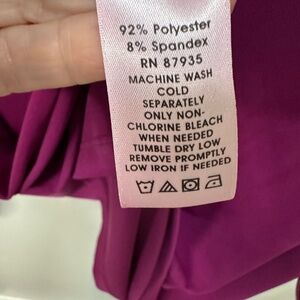 92% Polyester
8% Spandex
RN 87935
MACHINE WASH
COLD
SEPARATELY
ONLY NON-
CHLORINE BLEACH
WHEN NEEDED
TUMBLE DRY LOW
REMOVE PROMPTLY
LOW IRON IF NEEDED